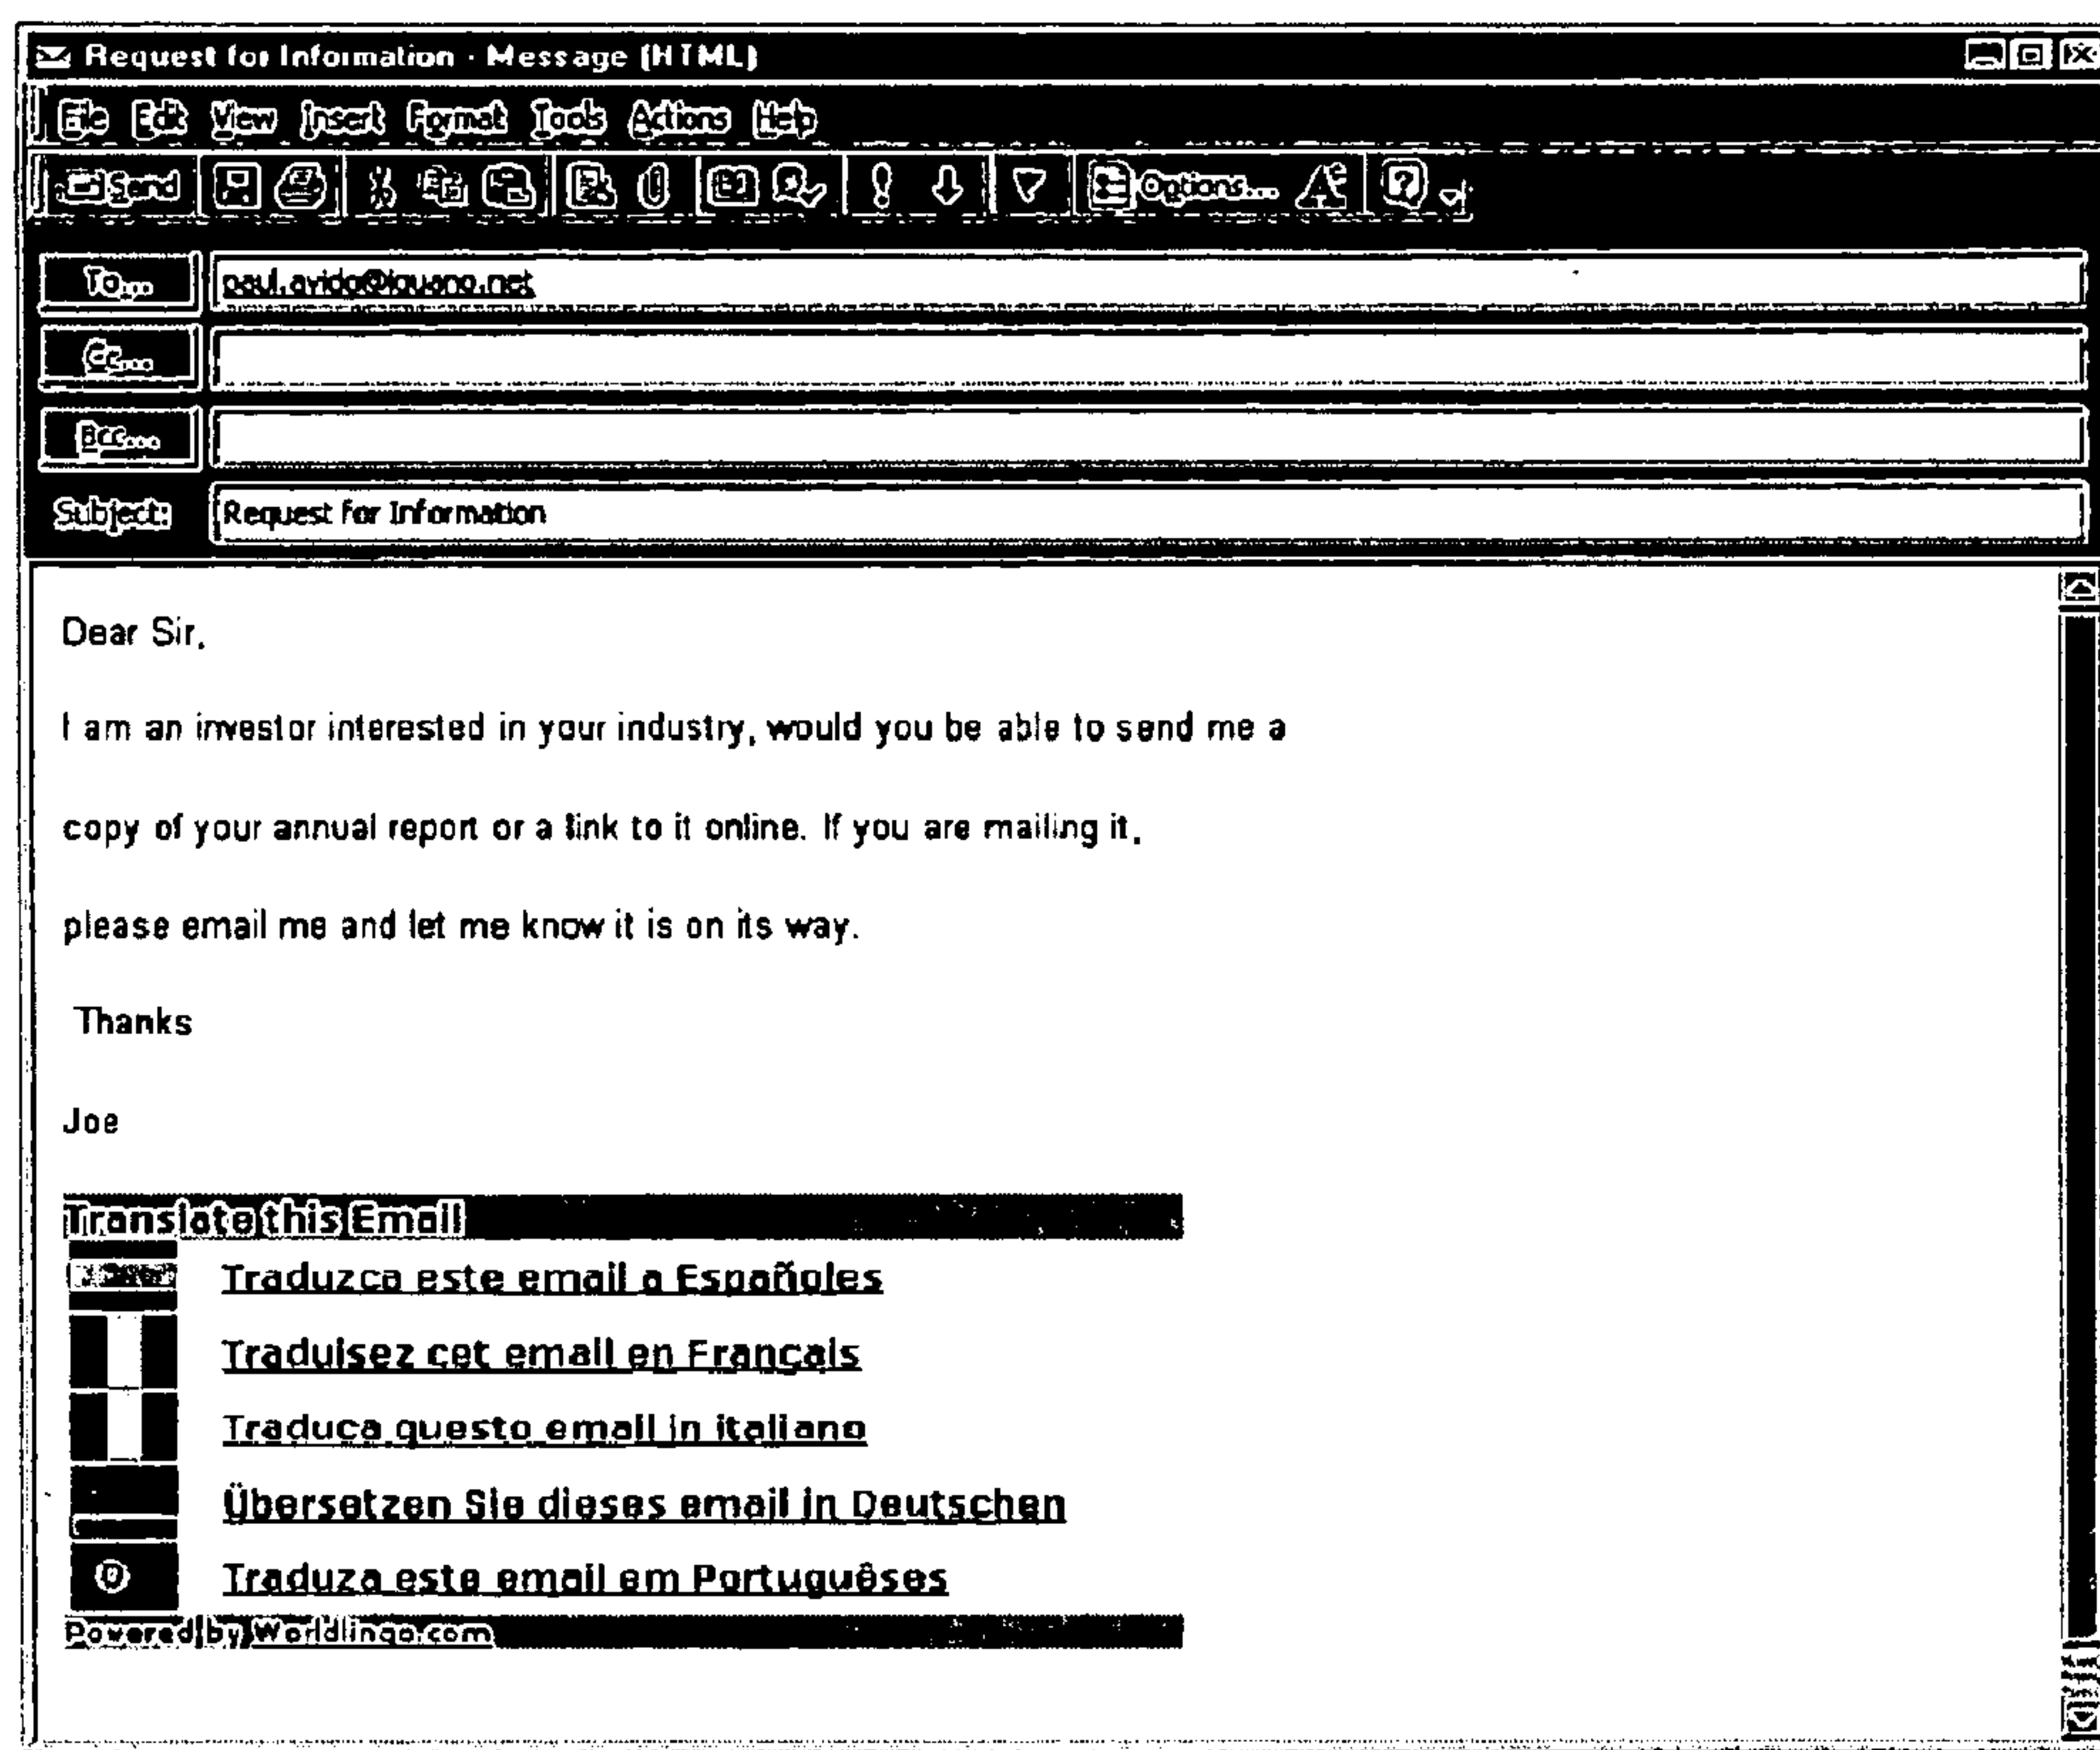 Request for Information - Message (HTML)
File Edit View Insert Format Tools Actions Help
Send Options...
To...
Cc...
Bcc...
Subject: Request for Information
Dear Sir,
I am an investor interested in your industry, would you be able to send me a
copy of your annual report or a link to it online. If you are mailing it,
please email me and let me know it is on its way.
Thanks
Joe
Translate this Email
Traduzca este email a Españoles
Traduisez cet email en Français
Traduca questo email in italiano
Übersetzen Sie dieses email in Deutschen
Traduza este email em Portuguêses
Powered by Worldlingo.com